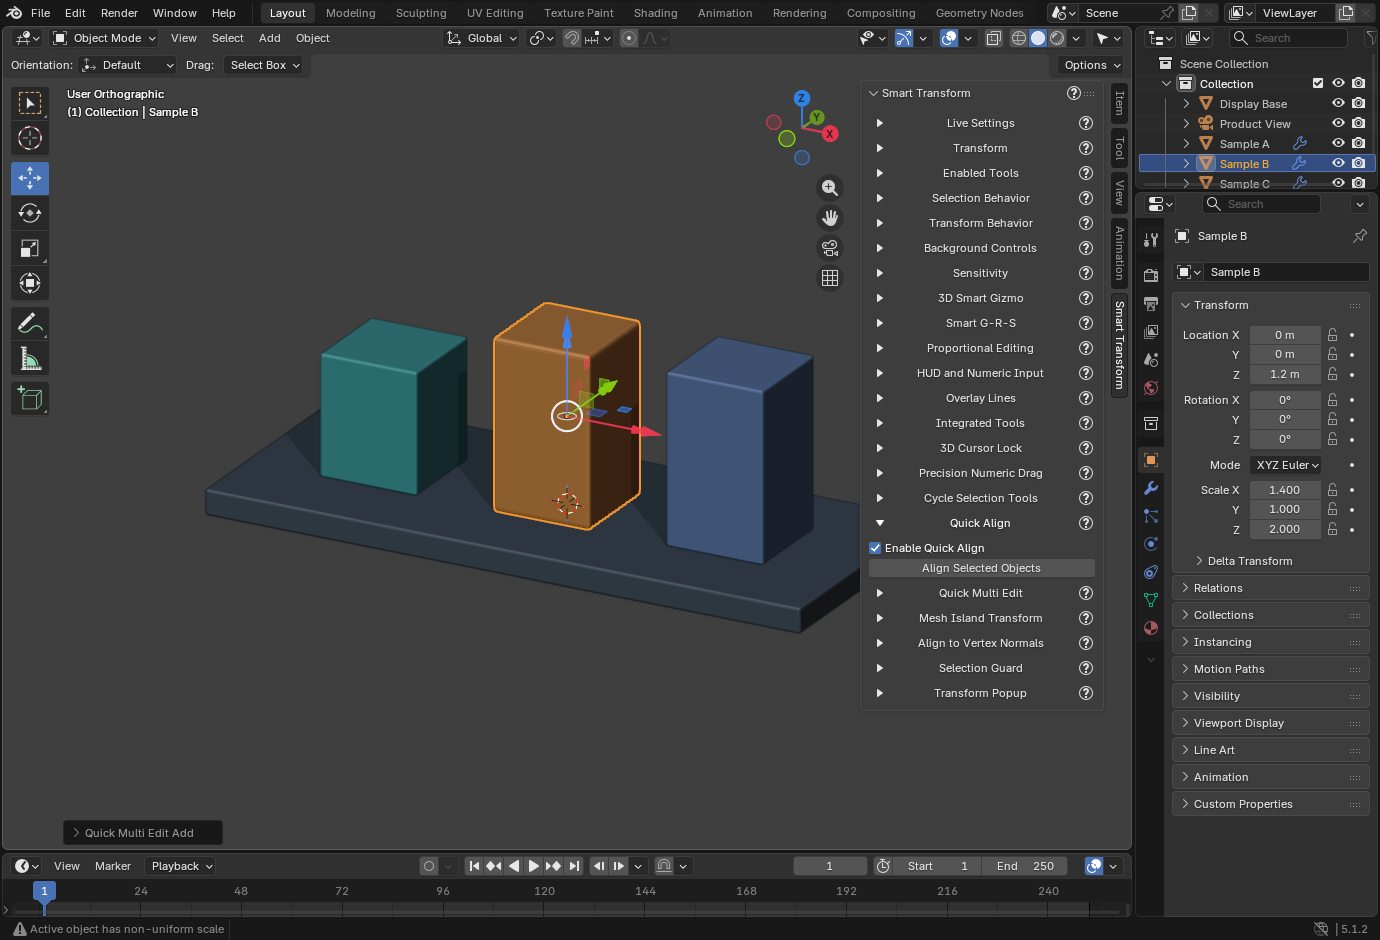 File Edit Render Window Help Layout Modeling Sculpting UV Editing Texture Paint Shading Animation Rendering Compositing Geometry Nodes Scene ViewLayer
Object Mode View Select Add Object Global Search
Orientation: Default Drag: Select Box Options
User Orthographic
(1) Collection | Sample B
Z
Y
X
Smart Transform
Live Settings
Transform
Enabled Tools
Selection Behavior
Transform Behavior
Background Controls
Sensitivity
3D Smart Gizmo
Smart G-R-S
Proportional Editing
HUD and Numeric Input
Overlay Lines
Integrated Tools
3D Cursor Lock
Precision Numeric Drag
Cycle Selection Tools
Quick Align
Enable Quick Align
Align Selected Objects
Quick Multi Edit
Mesh Island Transform
Align to Vertex Normals
Selection Guard
Transform Popup
Item
Tool
View
Animation
Smart Transform
Scene Collection
Collection
Display Base
Product View
Sample A
Sample B
Sample C
Search
Sample B
Sample B
Transform
Location X 0 m
Y 0 m
Z 1.2 m
Rotation X 0°
Y 0°
Z 0°
Mode XYZ Euler
Scale X 1.400
Y 1.000
Z 2.000
Delta Transform
Relations
Collections
Instancing
Motion Paths
Visibility
Viewport Display
Line Art
Animation
Custom Properties
Quick Multi Edit Add
View Marker Playback 1 Start 1 End 250
1 24 48 72 96 120 144 168 192 216 240
Active object has non-uniform scale 5.1.2